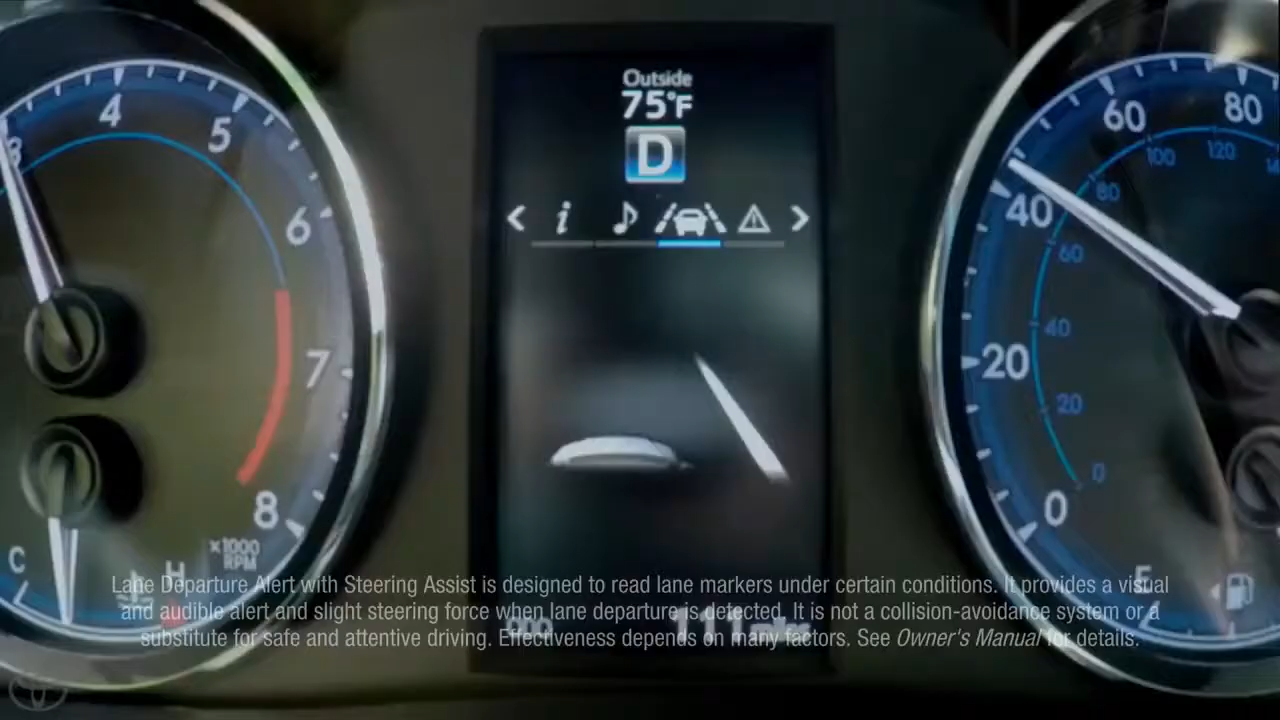 Outside
75°F
D
i
3
4
5
6
7
8
x1000
RPM
C
H
0
20
40
60
80
0
20
40
60
80
100
120
Lane Departure Alert with Steering Assist is designed to read lane markers under certain conditions. It provides a visual
and audible alert and slight steering force when lane departure is detected. It is not a collision-avoidance system or a
substitute for safe and attentive driving. Effectiveness depends on many factors. See Owner's Manual for details.